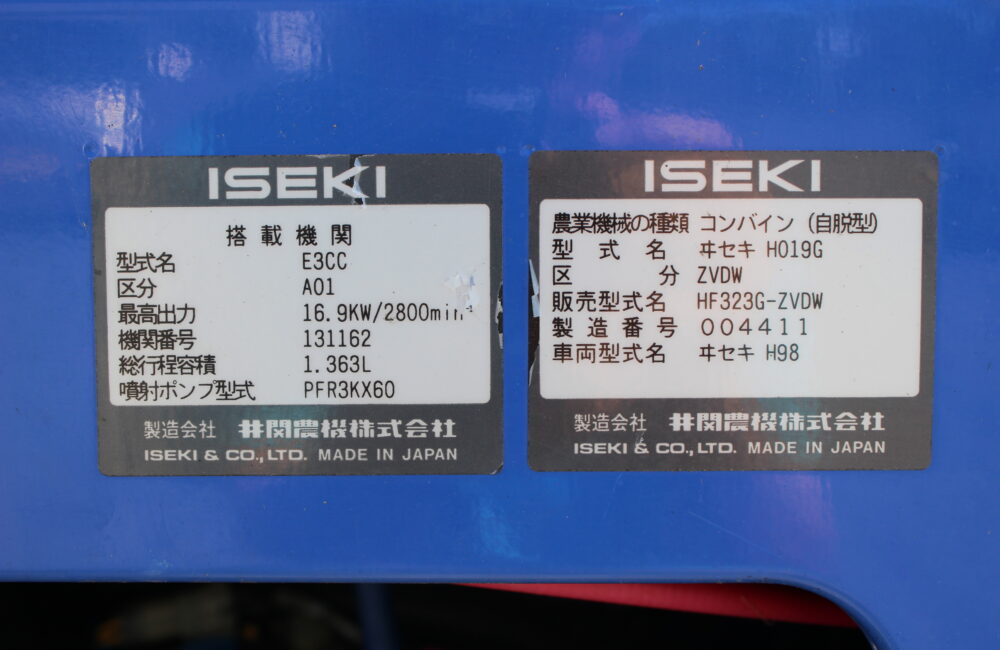 ISEKI
搭載機関
型式名 E3CC
区分 A01
最高出力 16.9KW/2800min⁻¹
機関番号 131162
総行程容積 1.363L
噴射ポンプ型式 PFR3KX60
製造会社 井関農機株式会社
ISEKI & CO., LTD. MADE IN JAPAN
ISEKI
農業機械の種類 コンバイン (自脱型)
型式名 ヰセキ HO19G
区分 ZVDW
販売型式名 HF323G-ZVDW
製造番号 004411
車両型式名 ヰセキ H98
製造会社 井関農機株式会社
ISEKI & CO., LTD. MADE IN JAPAN